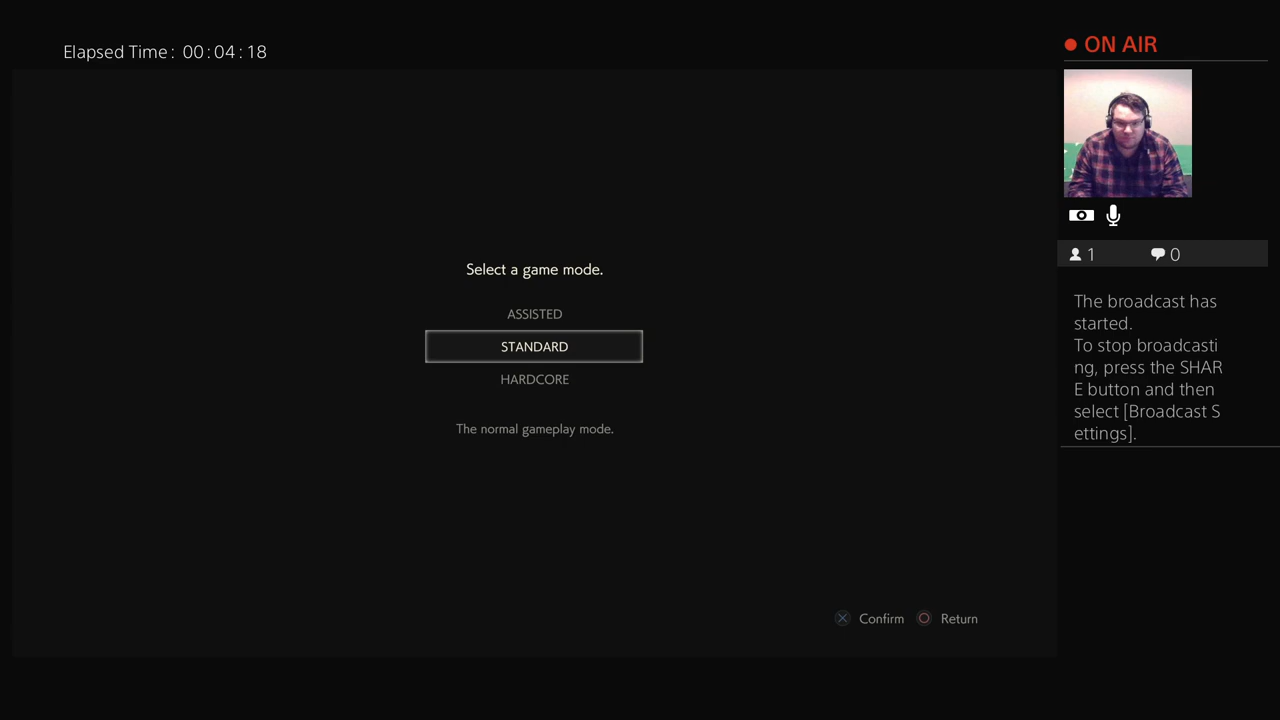 Elapsed Time: 00:04:18
ON AIR
1 0
Select a game mode.
ASSISTED
STANDARD
HARDCORE
The normal gameplay mode.
Confirm Return
The broadcast has
started.
To stop broadcasti
ng, press the SHAR
E button and then
select [Broadcast S
ettings].